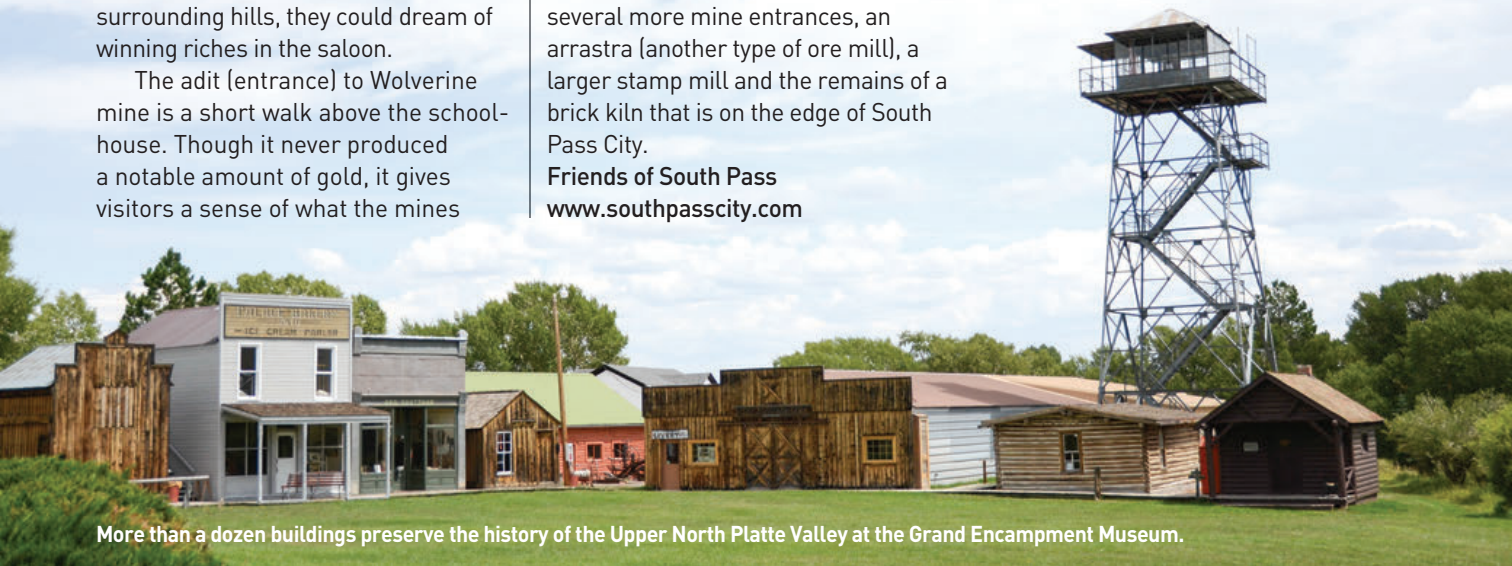 surrounding hills, they could dream of
winning riches in the saloon.
The adit (entrance) to Wolverine
mine is a short walk above the school-
house. Though it never produced
a notable amount of gold, it gives
visitors a sense of what the mines
several more mine entrances, an
arrastra (another type of ore mill), a
larger stamp mill and the remains of a
brick kiln that is on the edge of South
Pass City.
Friends of South Pass
www.southpasscity.com
ICE CREAM PARLOR
More than a dozen buildings preserve the history of the Upper North Platte Valley at the Grand Encampment Museum.